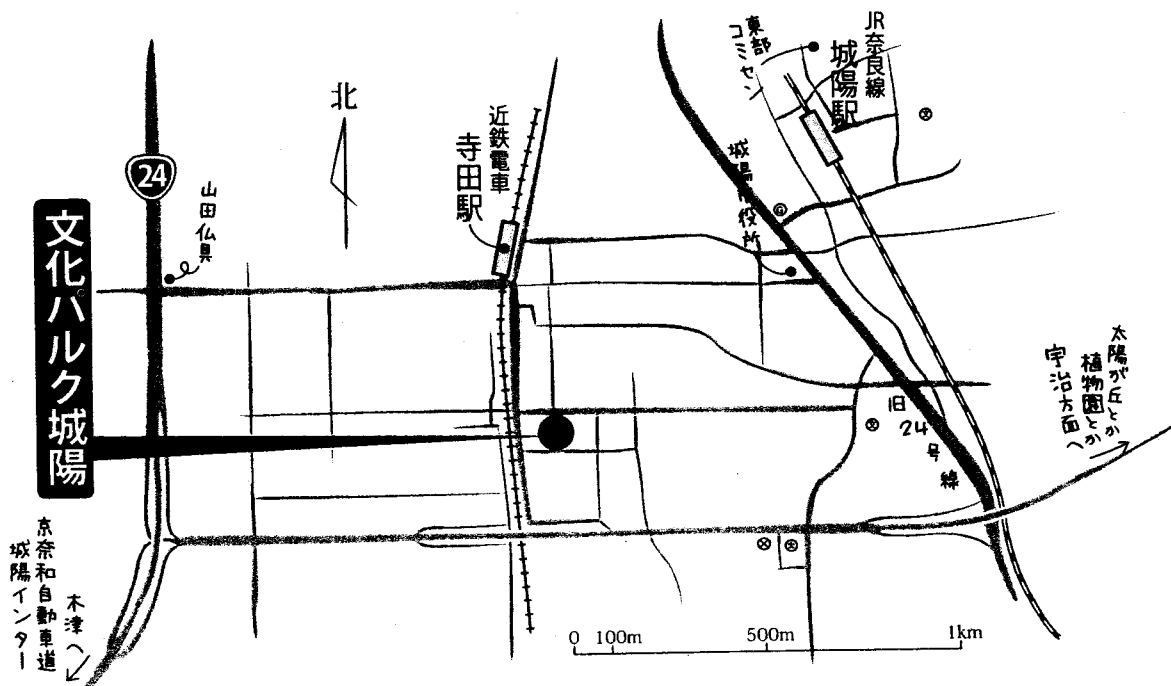 文化パルク城陽
24
山田仏具
北
近鉄電車
寺田駅
東部
コミセン
JR奈良線
城陽駅
城陽市役所
旧24号線
太陽が丘とか
植物園とか
宇治方面へ
京奈和自動車道
城陽インター
木津へ
0 100m 500m 1km